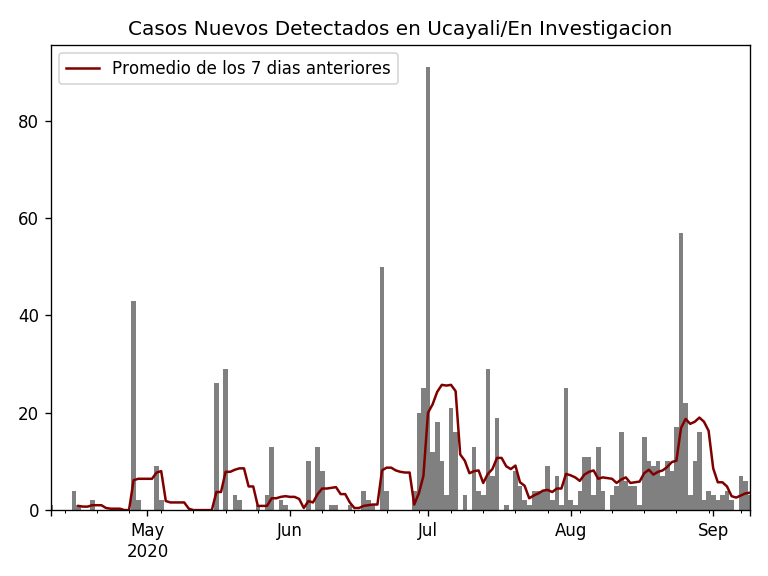 Casos Nuevos Detectados en Ucayali/En Investigacion
Promedio de los 7 dias anteriores
80
60
40
20
0
May Jun Jul Aug Sep
2020